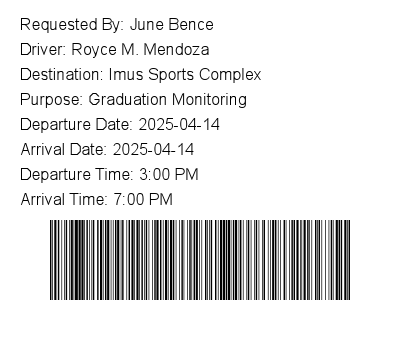 Requested By: June Bence
Driver: Royce M. Mendoza
Destination: Imus Sports Complex
Purpose: Graduation Monitoring
Departure Date: 2025-04-14
Arrival Date: 2025-04-14
Departure Time: 3:00 PM
Arrival Time: 7:00 PM